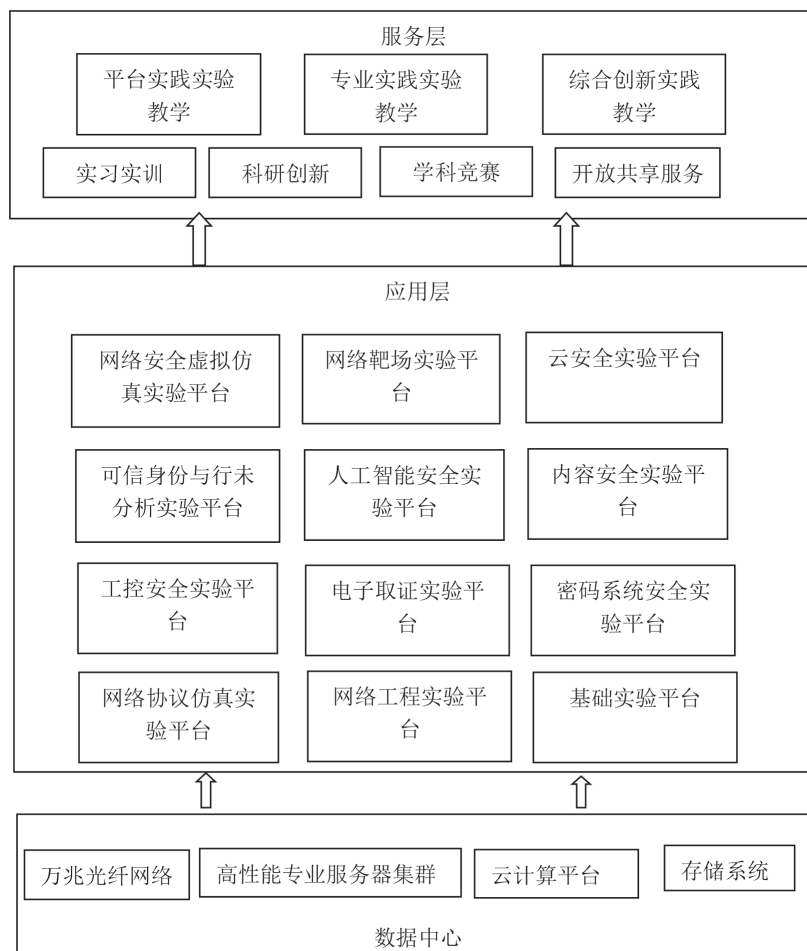 服务层
平台实践实验
教学
专业实践实验
教学
综合创新实践
教学
实习实训
科研创新
学科竞赛
开放共享服务
应用层
网络安全虚拟仿
真实验平台
网络靶场实验平
台
云安全实验平台
可信身份与行未
分析实验平台
人工智能安全实
验平台
内容安全实验平
台
工控安全实验平
台
电子取证实验平
台
密码系统安全实
验平台
网络协议仿真实
验平台
网络工程实验平
台
基础实验平台
万兆光纤网络
高性能专业服务器集群
云计算平台
存储系统
数据中心